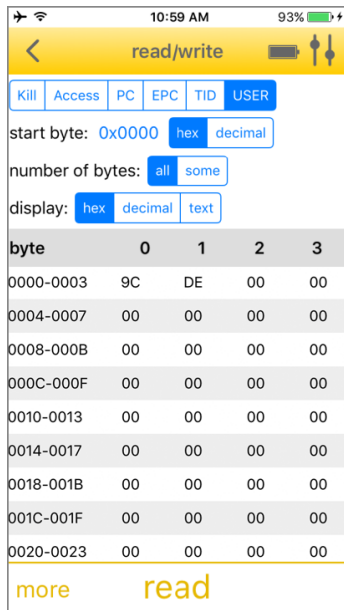 10:59 AM 93%
read/write
Kill Access PC EPC TID USER
start byte: 0x0000 hex decimal
number of bytes: all some
display: hex decimal text
byte 0 1 2 3
0000-0003 9C DE 00 00
0004-0007 00 00 00 00
0008-000B 00 00 00 00
000C-000F 00 00 00 00
0010-0013 00 00 00 00
0014-0017 00 00 00 00
0018-001B 00 00 00 00
001C-001F 00 00 00 00
0020-0023 00 00 00 00
more read